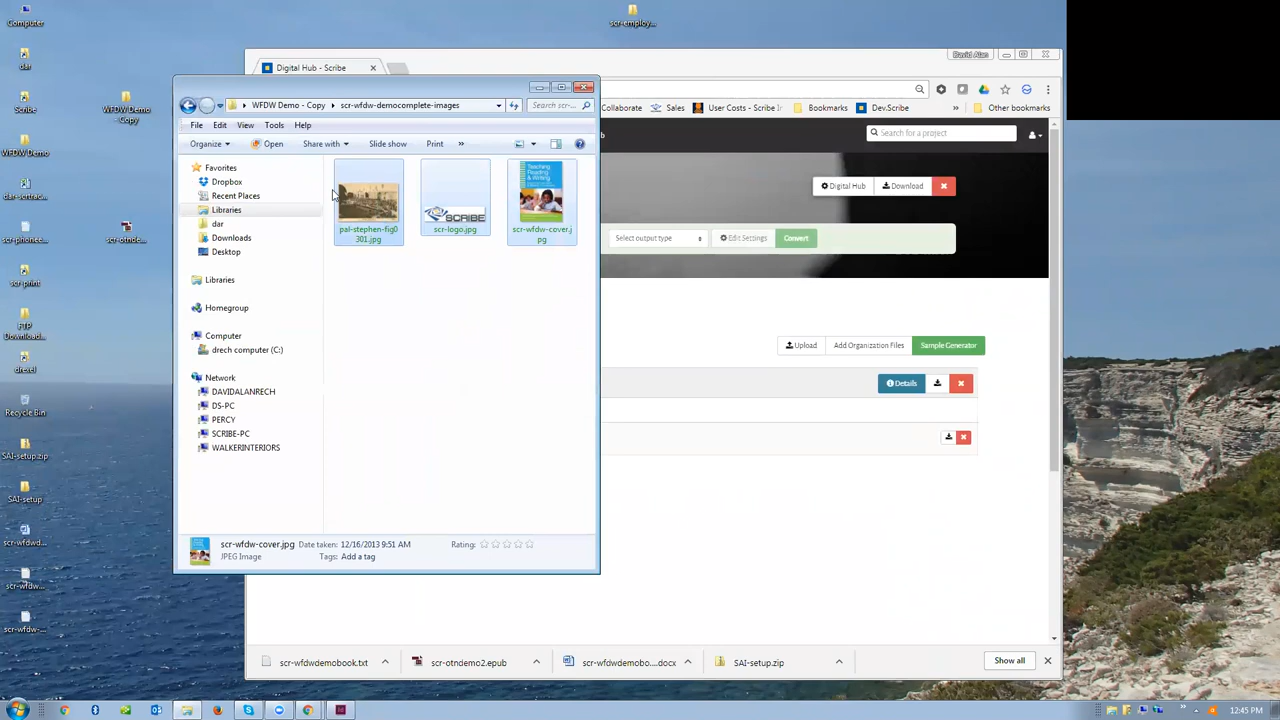 Computer
scr-employ...
dar
David Alan
Digital Hub - Scribe
WFDW Demo - Copy
scr-wfdw-democomplete-images
Search scr-...
Scribe
WFDW Demo
- Copy
Collaborate
Sales
User Costs - Scribe In
Bookmarks
Dev.Scribe
»
Other bookmarks
File
Edit
View
Tools
Help
Search for a project
WFDW Demo
Organize
Open
Share with
Slide show
Print
»
Favorites
Dropbox
Recent Places
Libraries
dar
Downloads
Desktop
Libraries
Homegroup
Computer
drech computer (C:)
Network
DAVIDALANRECH
DS-PC
PERCY
SCRIBE-PC
WALKERINTERIORS
Teaching
Reading
& Writing
SCRIBE
pal-stephen-fig0
301.jpg
scr-logo.jpg
scr-wfdw-cover.j
pg
Digital Hub
Download
Select output type
Edit Settings
Convert
Upload
Add Organization Files
Sample Generator
Details
scr-otnde...
scr-print
FTP
Download...
drexel
Recycle Bin
SAI-setup.zip
SAI-setup
scr-wfdwd...
scr-wfdw...
scr-wfdw-...
scr-wfdw-cover.jpg
Date taken: 12/16/2013 9:51 AM
Rating:
JPEG Image
Tags: Add a tag
scr-wfdwdemobook.txt
scr-otndemo2.epub
scr-wfdwdemobo....docx
SAI-setup.zip
Show all
12:45 PM